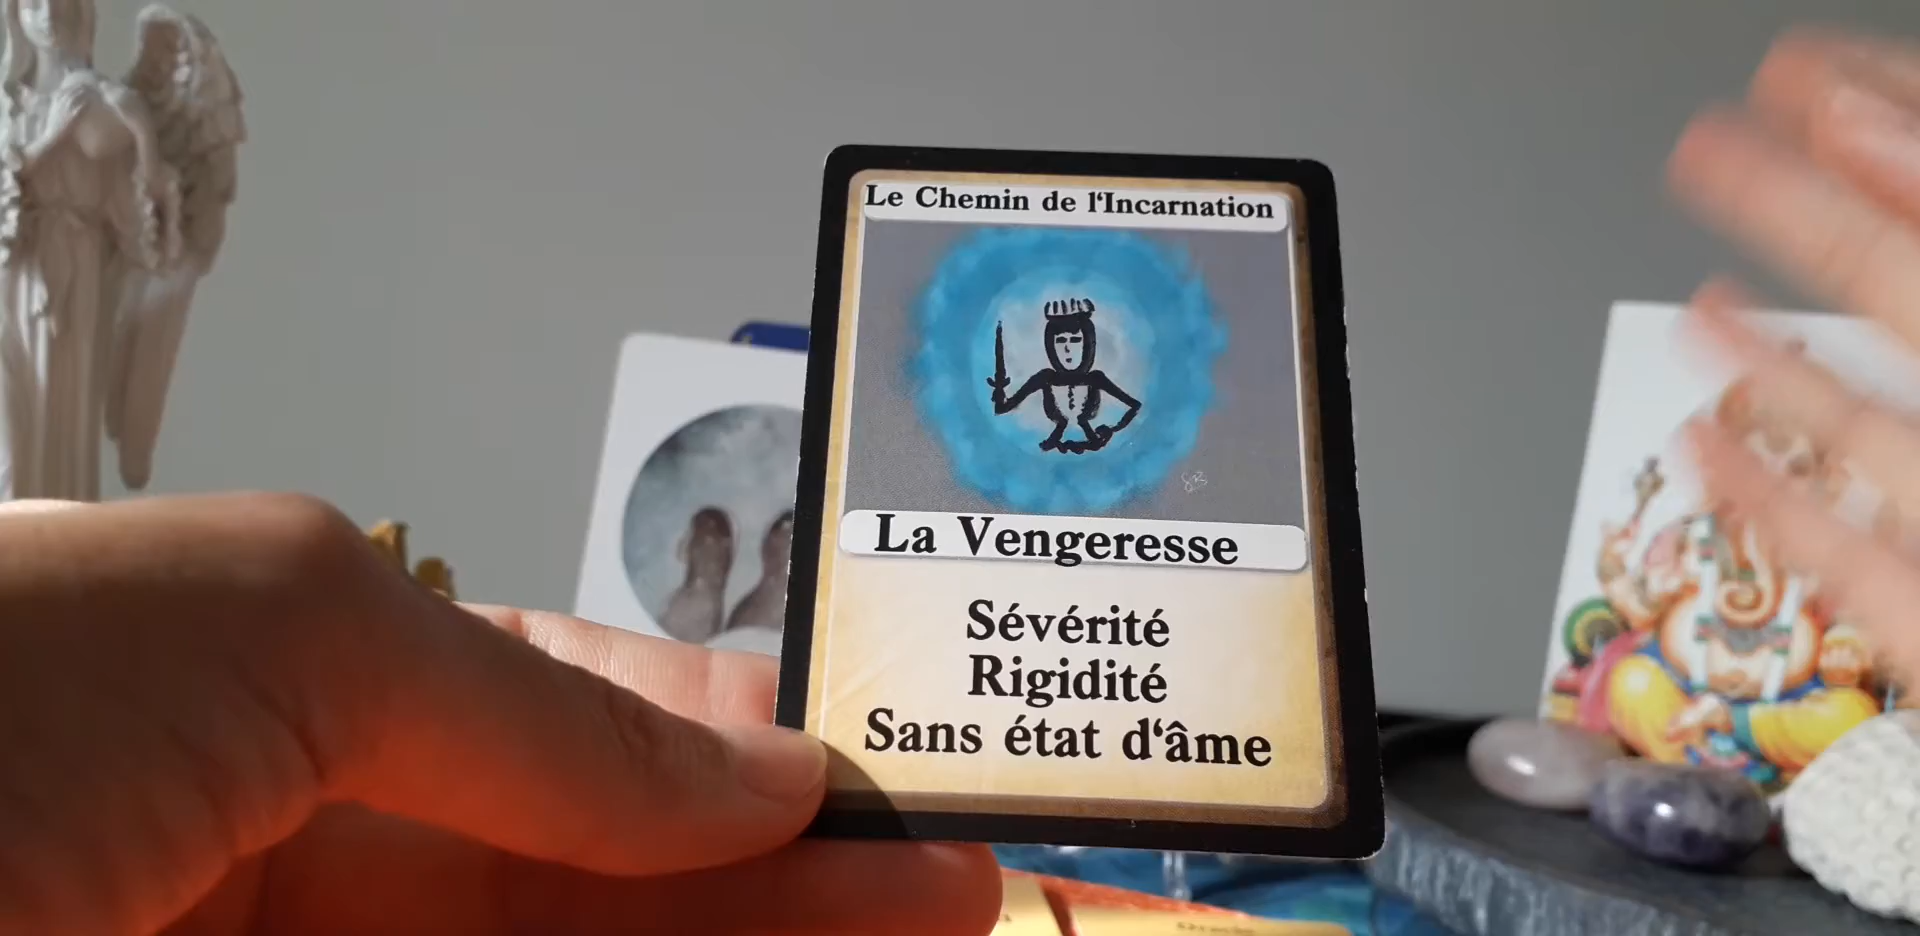 Le Chemin de l‘Incarnation
La Vengeresse
Sévérité
Rigidité
Sans état d‘âme